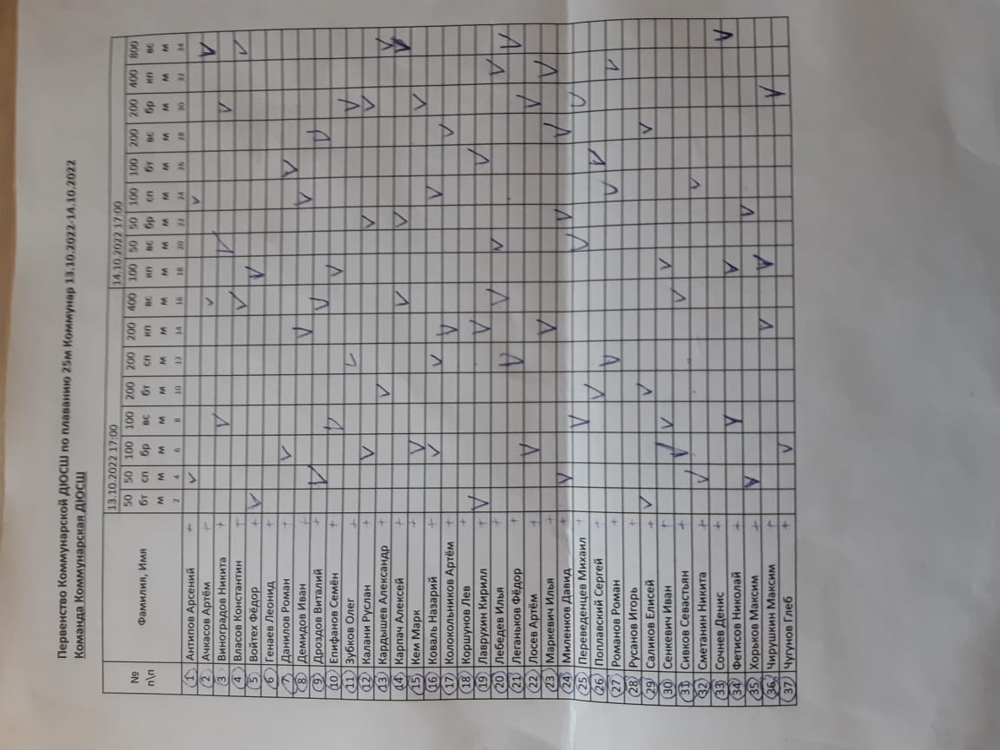 Первенство Коммунарской ДЮСШ по плаванию 25м Коммунар 13.10.2022-14.10.2022
Команда Коммунарская ДЮСШ
13.10.2022 17:00 14.10.2022 17:00
№ Фамилия, Имя 50 50 100 100 200 200 200 400 100 50 50 100 100 200 200 400 800
п\п бт сп бр вс бт сп кп вс кп вс бр сп бт вс бр кп вс
м м м м м м м м м м м м м м м м м
2 4 6 8 10 12 14 16 18 20 22 24 26 28 30 32 34
1 Антипов Арсений + V V
2 Ачкасов Артём + V V
3 Виноградов Никита + V V V
4 Власов Константин + V V
5 Войтех Фёдор + V V
6 Генаев Леонид +
7 Данилов Роман + V V
8 Демидов Иван + V V
9 Дроздов Виталий + V V V
10 Епифанов Семён + V V
11 Зубков Олег + V V
12 Калани Руслан + V V V
13 Кардышев Александр + V V
14 Карпач Алексей + V V V
15 Кем Марк + V V
16 Коваль Назарий + V V V
17 Колокольников Артём + V V
18 Коршунов Лев +
19 Лаврухин Кирилл + V V V
20 Лебедев Илья + V V V
21 Леганьков Фёдор + V V
22 Лосев Артём + V V
23 Маркевич Илья + V V
24 Миленков Давид + V V V
25 Переведенцев Михаил + V V V
26 Поплавский Сергей + V V
27 Романов Роман + V V V
28 Русанов Игорь +
29 Саликов Елисей + V V V
30 Сенкевич Иван + V V V
31 Сивков Севастьян + V V
32 Сметанин Никита + V V
33 Сочнев Денис + V
34 Фетисов Николай + V V
35 Хорьков Максим + V V
36 Чирушкин Максим + V V V
37 Чугунов Глеб + V